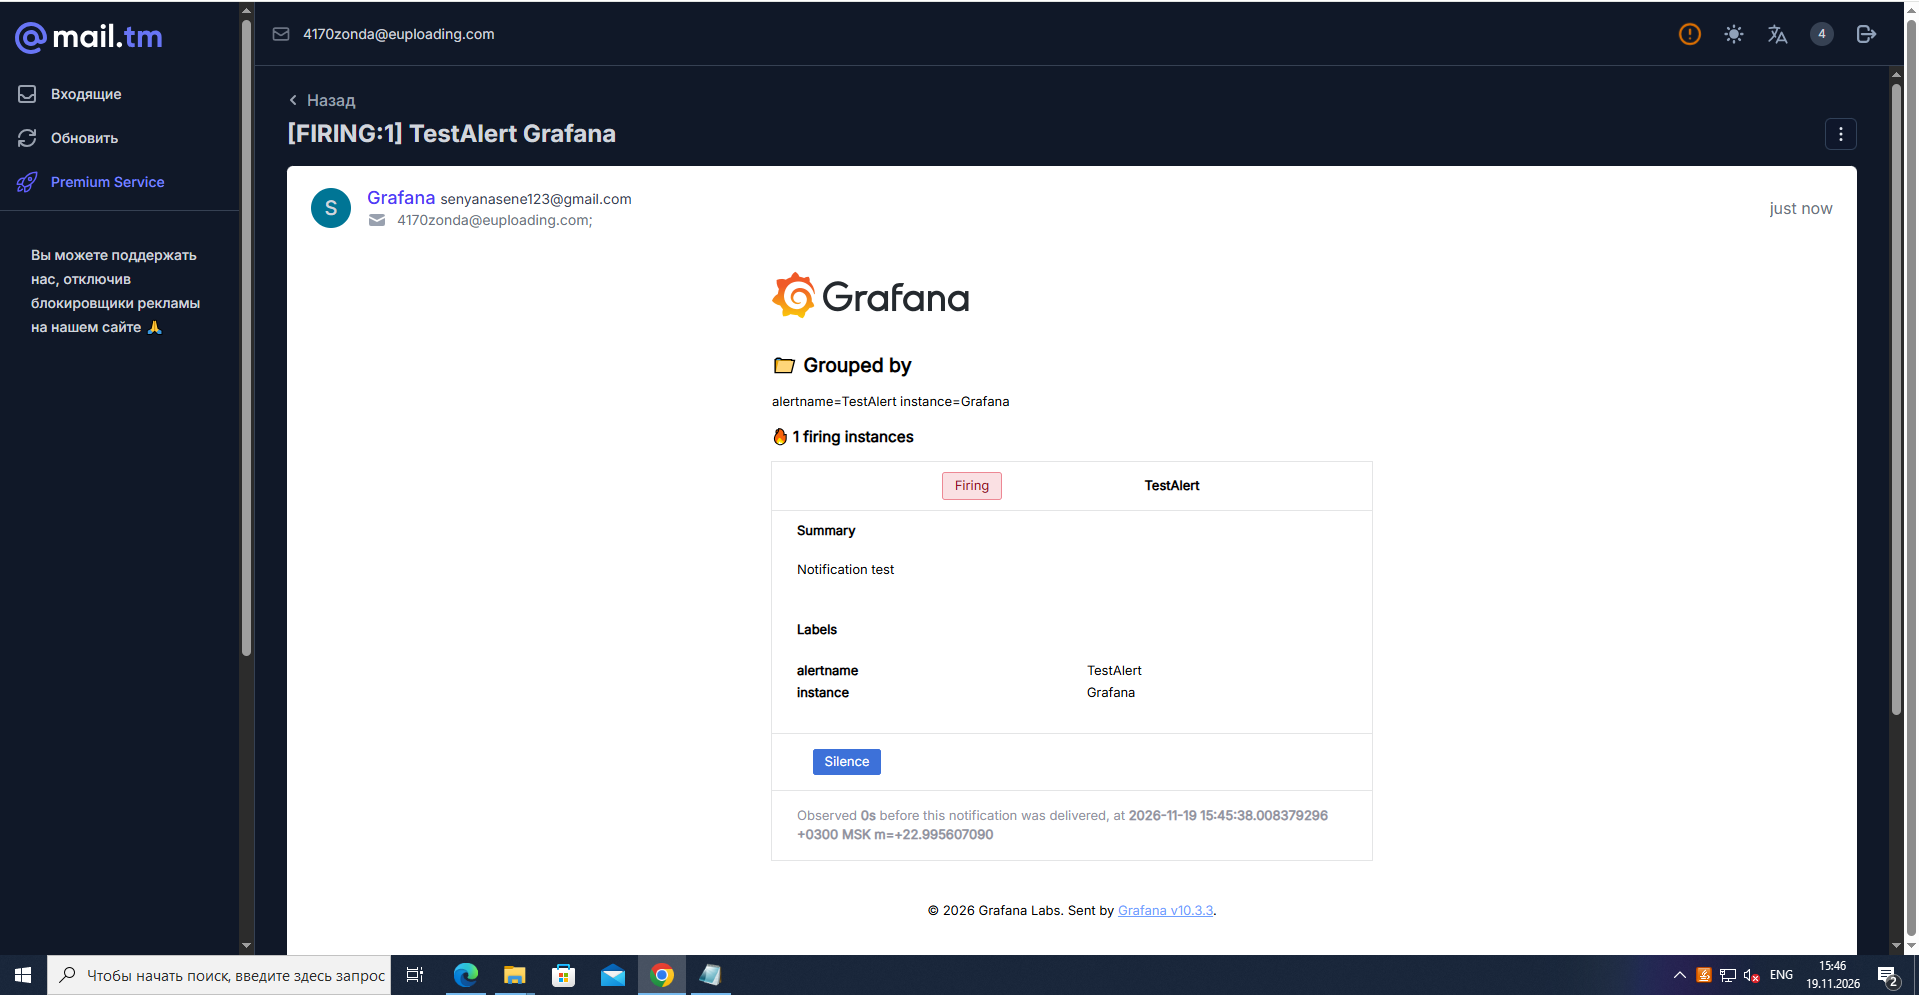 mail.tm
4170zonda@euploading.com
4
Входящие
Обновить
Premium Service
Вы можете поддержать
нас, отключив
блокировщики рекламы
на нашем сайте 🙏
Назад
[FIRING:1] TestAlert Grafana
S
Grafana senyanasene123@gmail.com
4170zonda@euploading.com;
just now
Grafana
📁 Grouped by
alertname=TestAlert instance=Grafana
🔥 1 firing instances
Firing TestAlert
Summary
Notification test
Labels
alertname TestAlert
instance Grafana
Silence
Observed 0s before this notification was delivered, at 2026-11-19 15:45:38.008379296
+0300 MSK m=+22.995607090
© 2026 Grafana Labs. Sent by Grafana v10.3.3.
Чтобы начать поиск, введите здесь запрос
ENG
15:46
19.11.2026
2